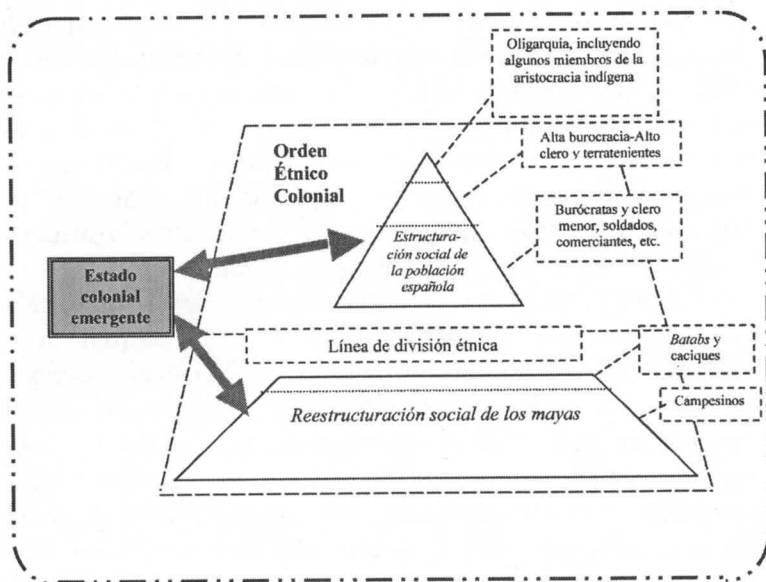 Oligarquía, incluyendo
algunos miembros de la
aristocracia indígena
Orden
Étnico
Colonial
Alta burocracia-Alto
clero y terratenientes
Burócratas y clero
menor, soldados,
comerciantes, etc.
Estructura-
ción social de
la población
española
Estado
colonial
emergente
Línea de división étnica
Batabs y
caciques
Campesinos
Reestructuración social de los mayas